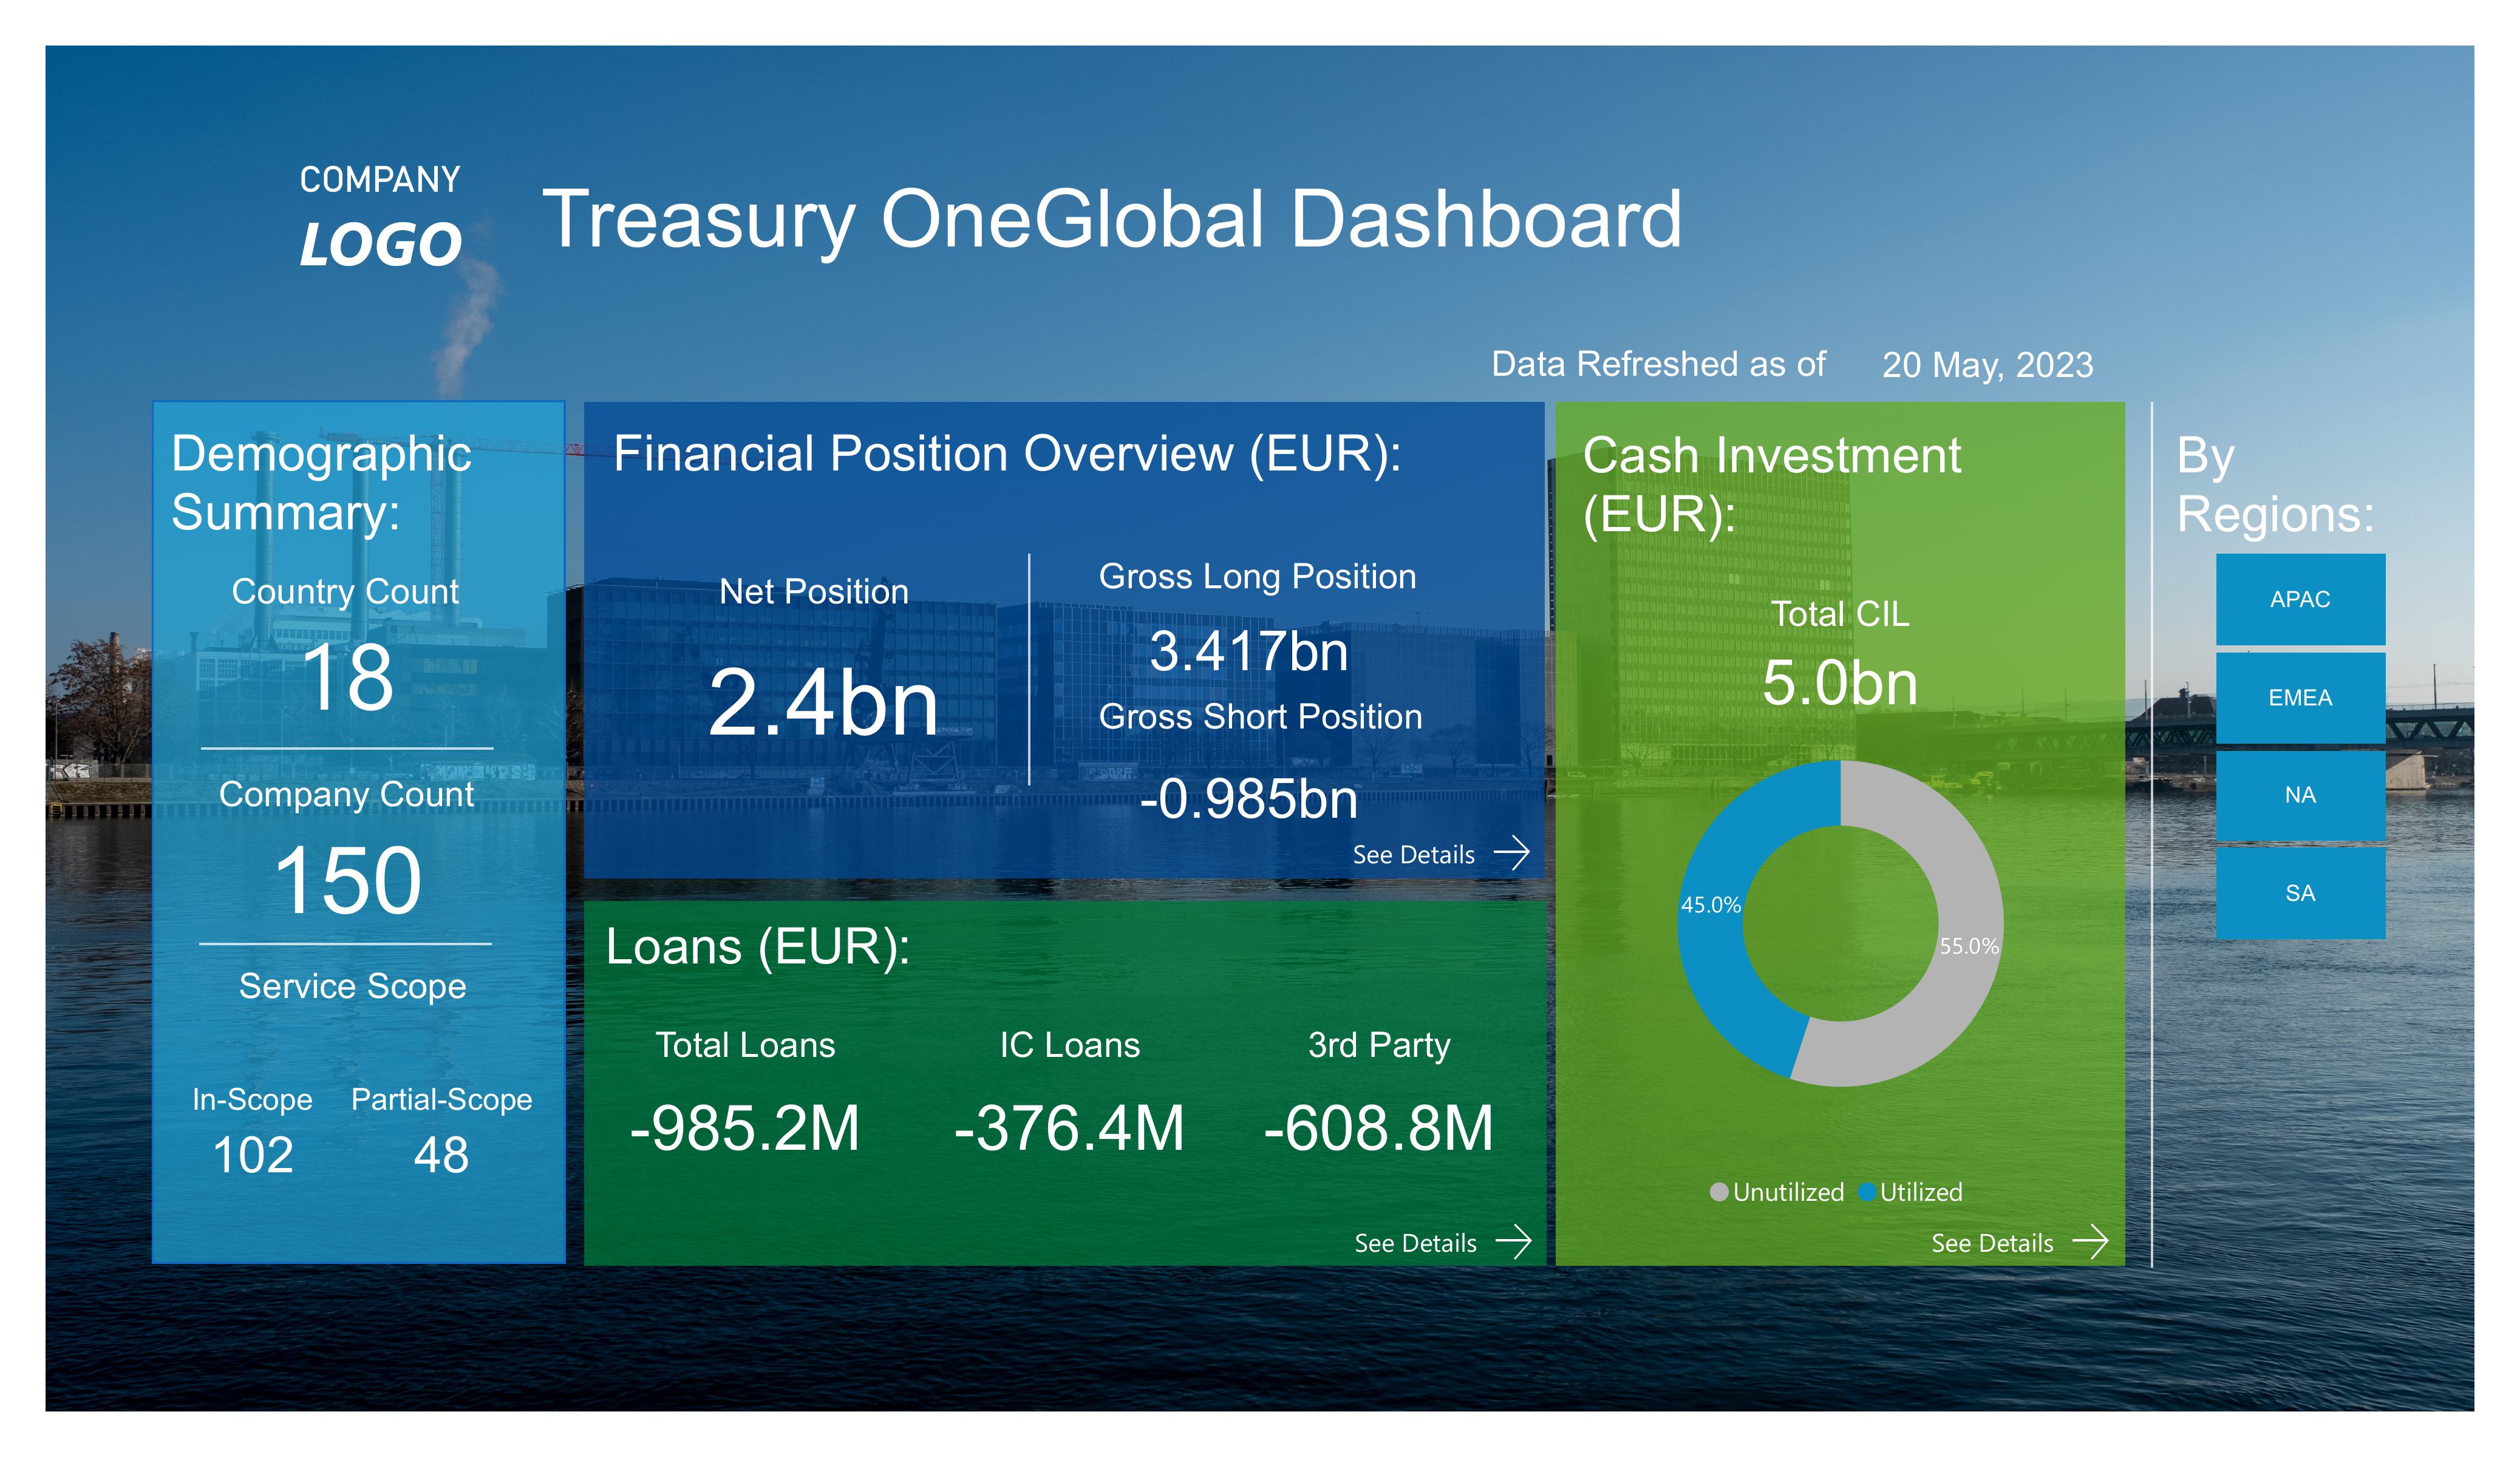 COMPANY
LOGO
Treasury OneGlobal Dashboard
Data Refreshed as of 20 May, 2023
Demographic
Summary:
Country Count
18
Company Count
150
Service Scope
In-Scope Partial-Scope
102 48
Financial Position Overview (EUR):
Net Position
2.4bn
Gross Long Position
3.417bn
Gross Short Position
-0.985bn
See Details
Loans (EUR):
Total Loans IC Loans 3rd Party
-985.2M -376.4M -608.8M
See Details
Cash Investment
(EUR):
Total CIL
5.0bn
45.0%
55.0%
Unutilized Utilized
See Details
By
Regions:
APAC
EMEA
NA
SA